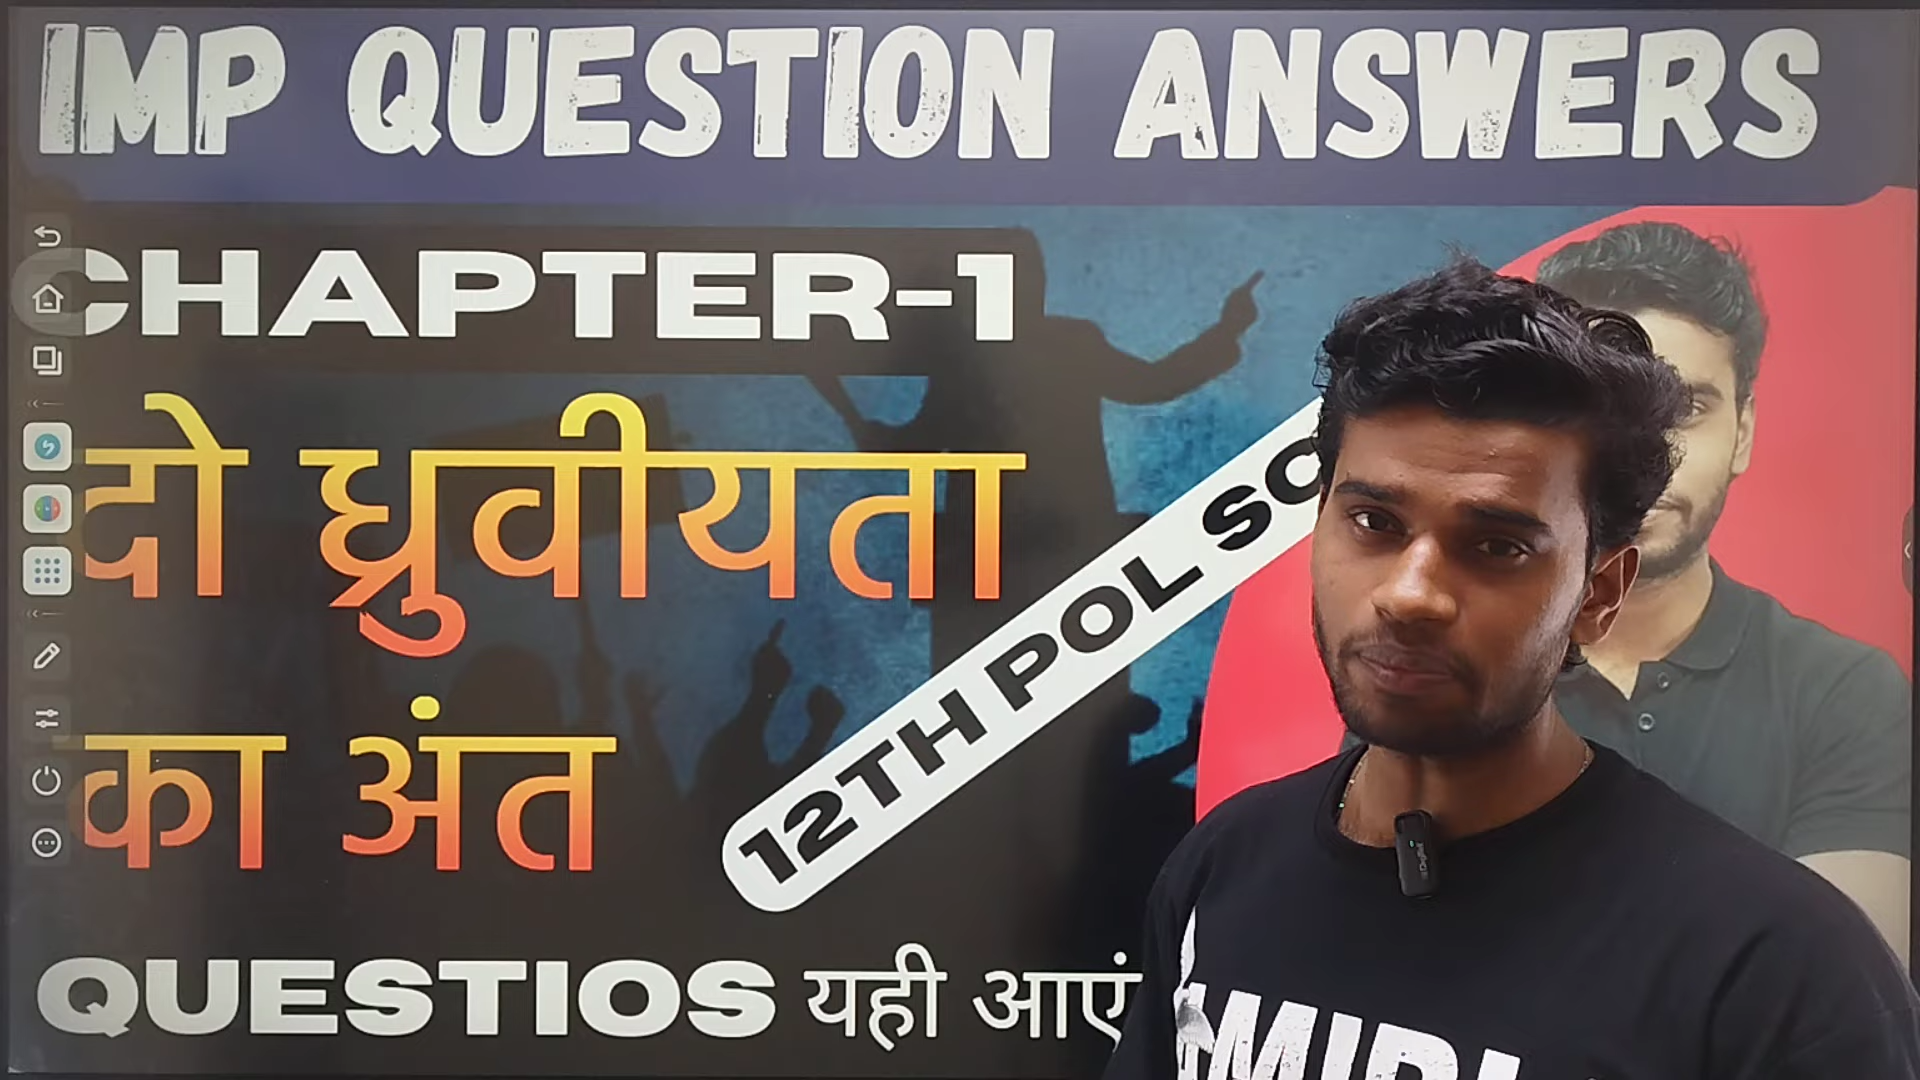 IMP QUESTION ANSWERS
CHAPTER-1
दो ध्रुवीयता
का अंत
12TH POL SC
QUESTIOS यही आएं